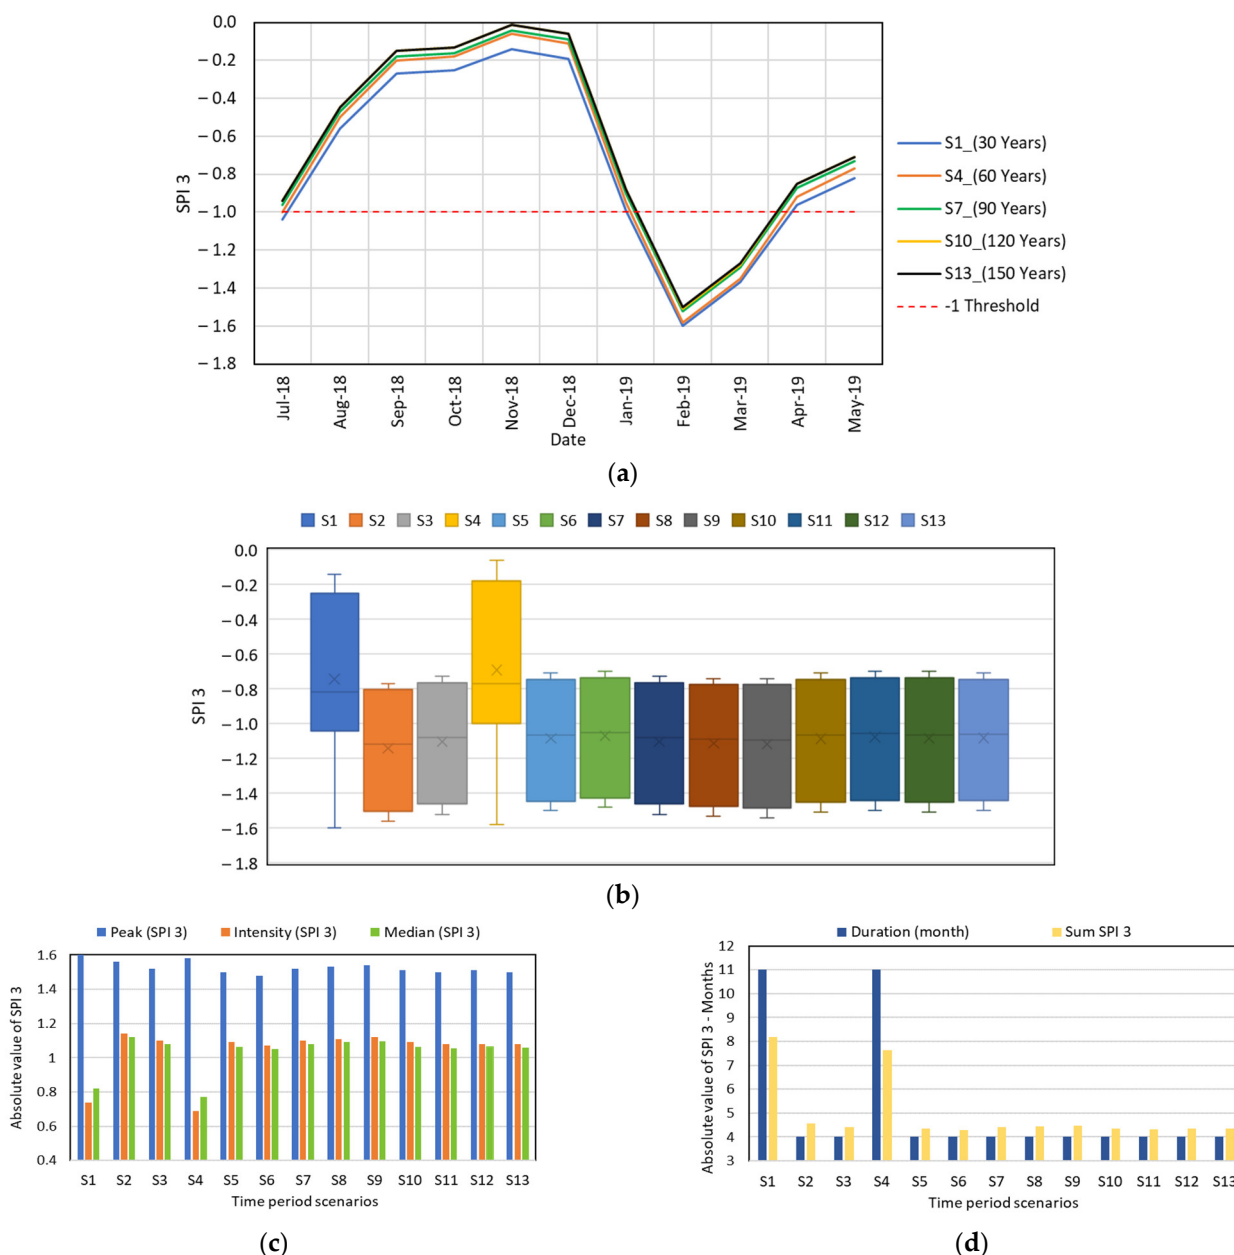 0.0
– 0.2
– 0.4
– 0.6
– 0.8
– 1.0
– 1.2
– 1.4
– 1.6
– 1.8
SPI 3
Jul-18
Aug-18
Sep-18
Oct-18
Nov-18
Dec-18
Jan-19
Feb-19
Mar-19
Apr-19
May-19
Date
S1_(30 Years)
S4_(60 Years)
S7_(90 Years)
S10_(120 Years)
S13_(150 Years)
-1 Threshold
(a)
S1 S2 S3 S4 S5 S6 S7 S8 S9 S10 S11 S12 S13
0.0
– 0.2
– 0.4
– 0.6
– 0.8
– 1.0
– 1.2
– 1.4
– 1.6
– 1.8
SPI 3
(b)
Peak (SPI 3) Intensity (SPI 3) Median (SPI 3)
1.6
1.4
1.2
1
0.8
0.6
0.4
Absolute value of SPI 3
S1 S2 S3 S4 S5 S6 S7 S8 S9 S10 S11 S12 S13
Time period scenarios
(c)
Duration (month) Sum SPI 3
12
11
10
9
8
7
6
5
4
3
Absolute value of SPI 3 - Months
S1 S2 S3 S4 S5 S6 S7 S8 S9 S10 S11 S12 S13
Time period scenarios
(d)